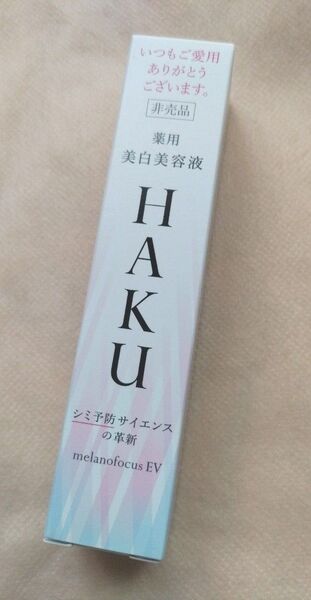 いつもご愛用
ありがとう
ございます。
非売品
薬用
美白美容液
HAKU
シミ予防サイエンス
の革新
melanofocus EV